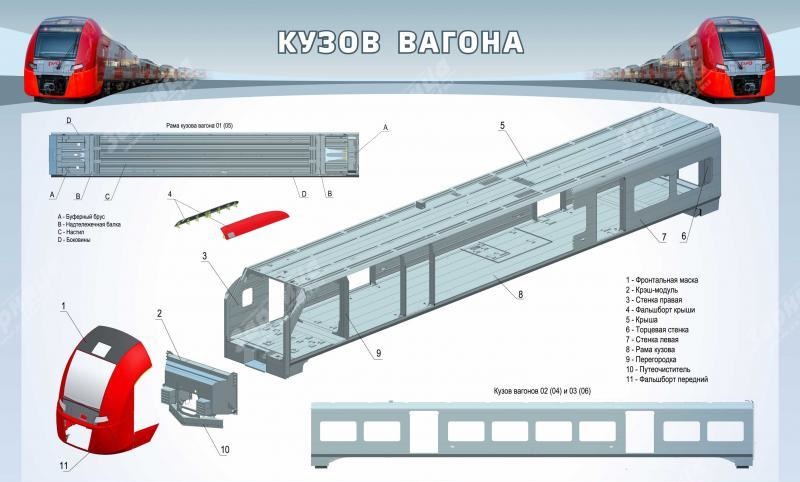 КУЗОВ ВАГОНА
РЖД
РЖД
Рама кузова вагона 01 (05)
D
A
A
B
C
D
B
A - Буферный брус
B - Надтележечная балка
C - Настил
D - Боковины
4
5
3
7
6
8
9
1
2
10
11
1 - Фронтальная маска
2 - Крэш-модуль
3 - Стенка правая
4 - Фальшборт крыши
5 - Крыша
6 - Торцевая стенка
7 - Стенка левая
8 - Рама кузова
9 - Перегородка
10 - Путеочиститель
11 - Фальшборт передний
Кузов вагонов 02 (04) и 03 (06)